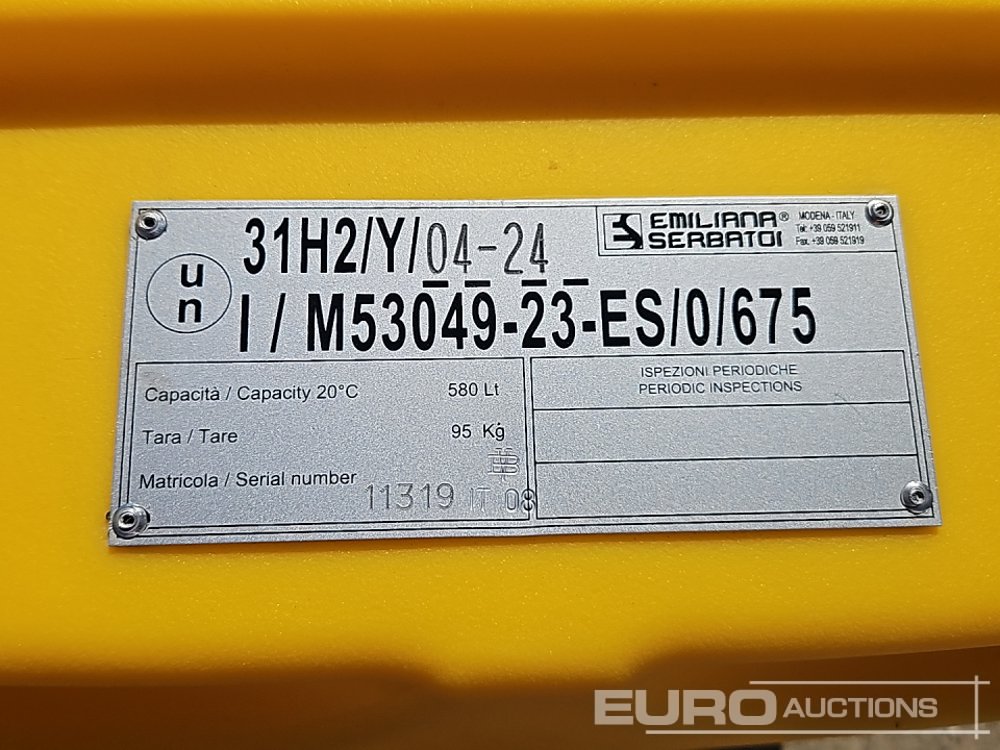 un
31H2/Y/04-24
I / M53049-23-ES/0/675
EMILIANA®
SERBATOI
MODENA - ITALY
Tel: +39 059 521911
Fax. +39 059 521919
Capacità / Capacity 20°C 580 Lt
Tara / Tare 95 Kg
Matricola / Serial number 11319 IT 08
ISPEZIONI PERIODICHE
PERIODIC INSPECTIONS
EURO AUCTIONS